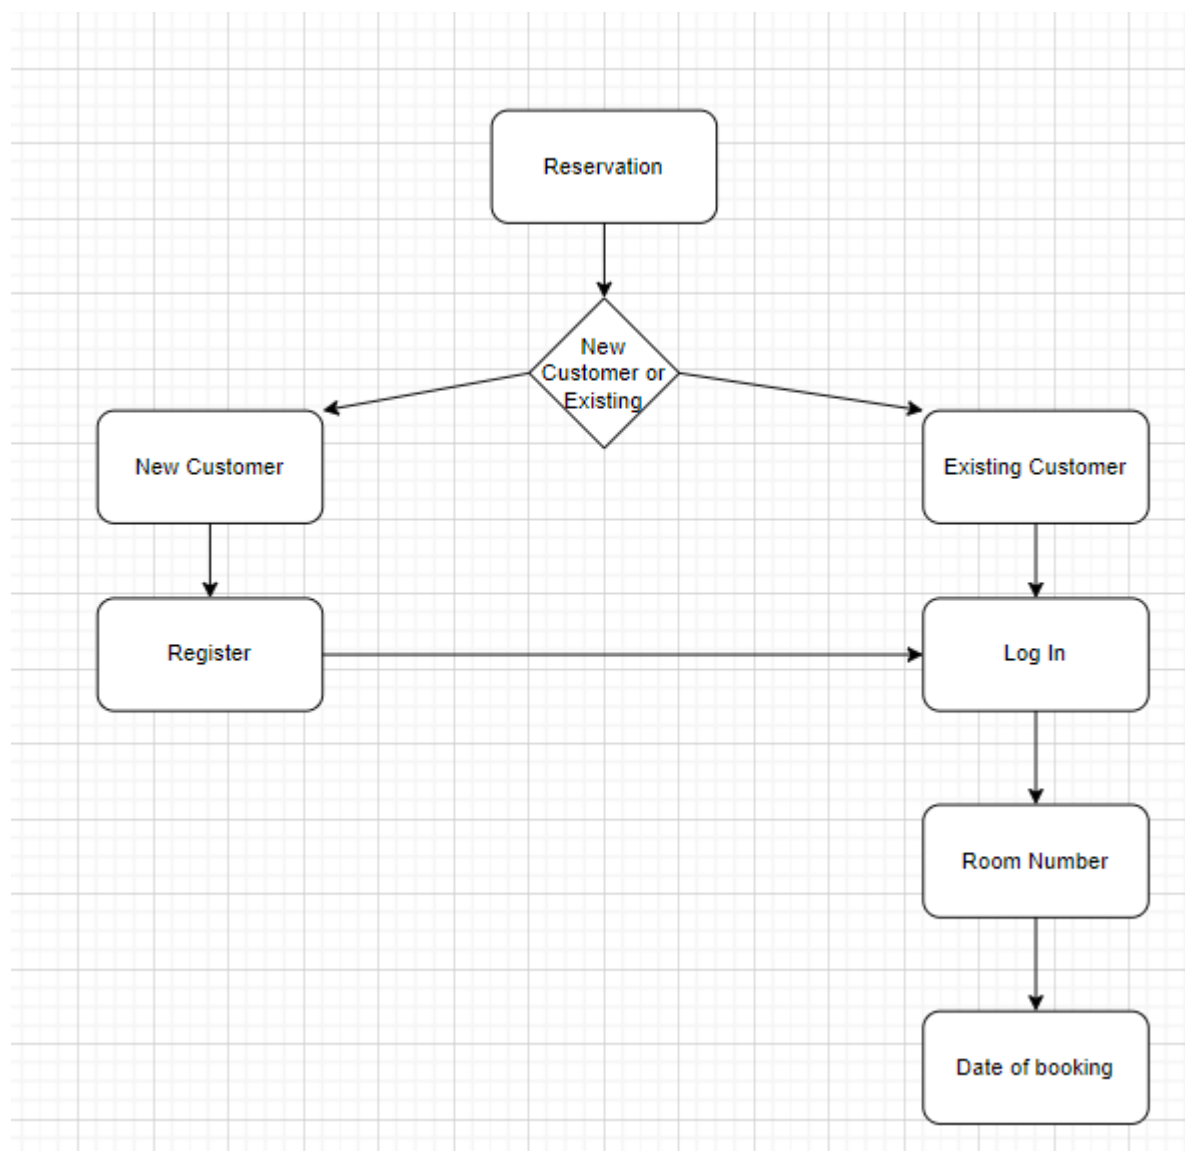 Reservation
New
Customer or
Existing
New Customer
Existing Customer
Register
Log In
Room Number
Date of booking